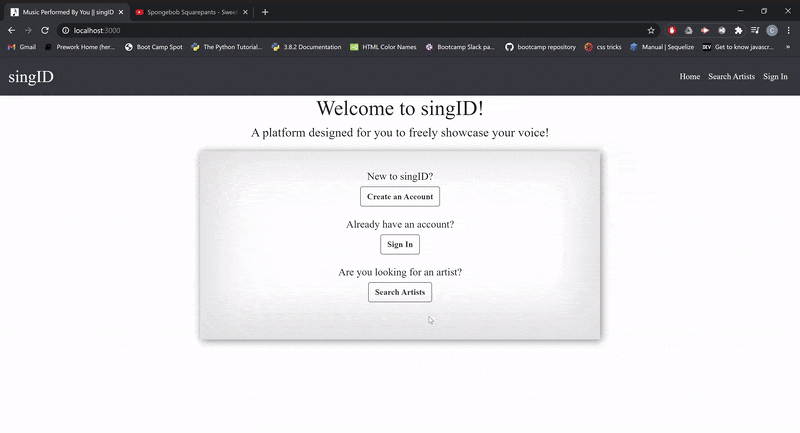 Music Performed By You || singID
Spongebob Squarepants - Swee
localhost:3000
Gmail
Prework Home (her...
Boot Camp Spot
The Python Tutorial...
3.8.2 Documentation
HTML Color Names
Bootcamp Slack pa...
bootcamp repository
css tricks
Manual | Sequelize
Get to know javascr...
singID
Home
Search Artists
Sign In
Welcome to singID!
A platform designed for you to freely showcase your voice!
New to singID?
Create an Account
Already have an account?
Sign In
Are you looking for an artist?
Search Artists